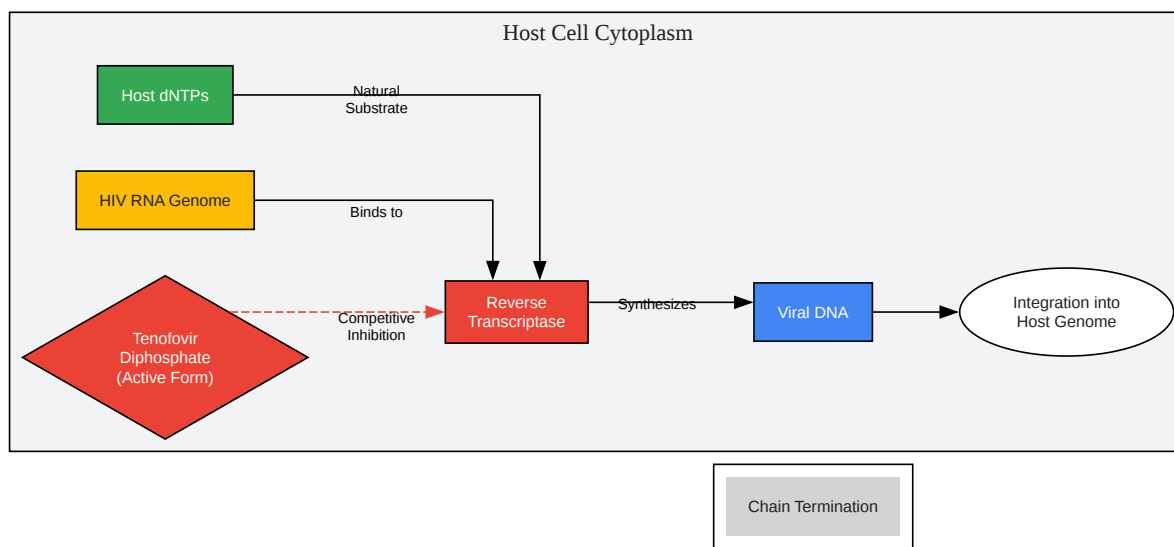 Host Cell Cytoplasm
Host dNTPs
Natural
Substrate
HIV RNA Genome
Binds to
Tenofovir
Diphosphate
(Active Form)
Competitive
Inhibition
Reverse
Transcriptase
Synthesizes
Viral DNA
Integration into
Host Genome
Chain Termination